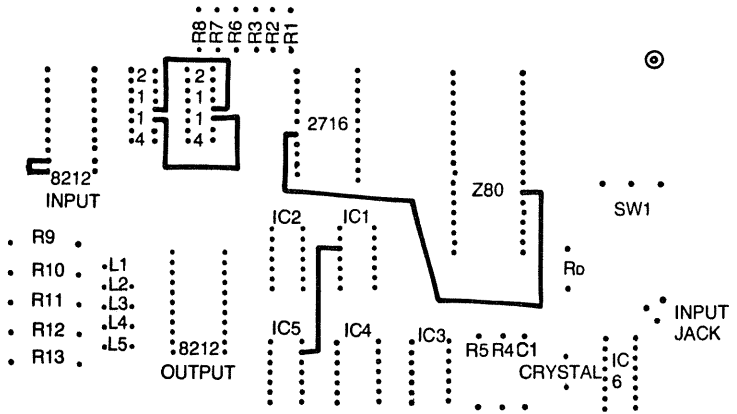 R8 R7 R6 R3 R2 R1
2 1 1 4
2 1 1 4
2716
8212
INPUT
Z80
SW1
IC2
IC1
R9
R10
R11
R12
R13
L1
L2
L3
L4
L5
8212
OUTPUT
RD
IC5
IC4
IC3
R5 R4 C1
CRYSTAL
IC
6
INPUT
JACK